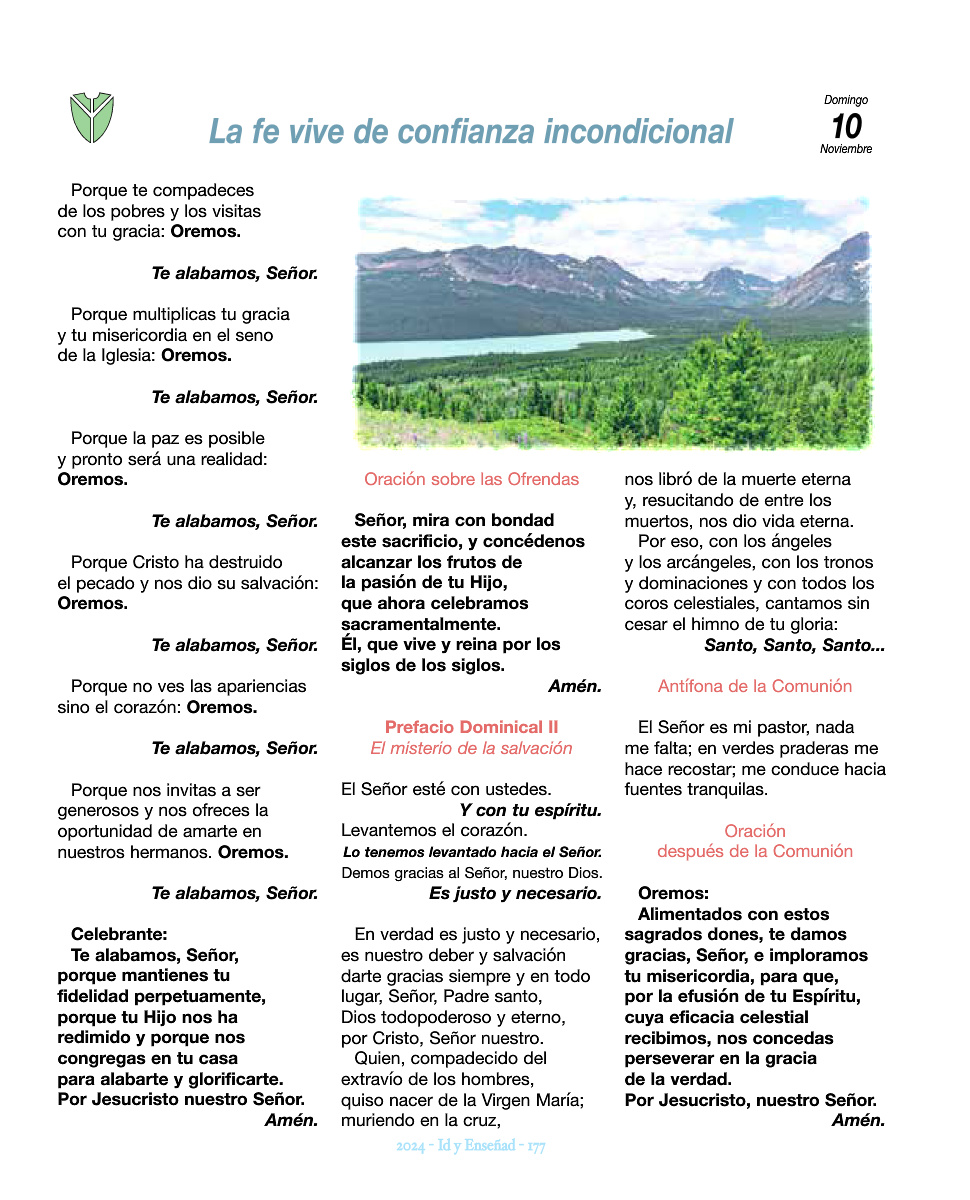 La fe vive de confianza incondicional
Domingo
10
Noviembre
Porque te compadeces
de los pobres y los visitas
con tu gracia: Oremos.
Te alabamos, Señor.
Porque multiplicas tu gracia
y tu misericordia en el seno
de la Iglesia: Oremos.
Te alabamos, Señor.
Porque la paz es posible
y pronto será una realidad:
Oremos.
Te alabamos, Señor.
Porque Cristo ha destruido
el pecado y nos dio su salvación:
Oremos.
Te alabamos, Señor.
Porque no ves las apariencias
sino el corazón: Oremos.
Te alabamos, Señor.
Porque nos invitas a ser
generosos y nos ofreces la
oportunidad de amarte en
nuestros hermanos. Oremos.
Te alabamos, Señor.
Celebrante:
Te alabamos, Señor,
porque mantienes tu
fidelidad perpetuamente,
porque tu Hijo nos ha
redimido y porque nos
congregas en tu casa
para alabarte y glorificarte.
Por Jesucristo nuestro Señor.
Amén.
Oración sobre las Ofrendas
Señor, mira con bondad
este sacrificio, y concédenos
alcanzar los frutos de
la pasión de tu Hijo,
que ahora celebramos
sacramentalmente.
Él, que vive y reina por los
siglos de los siglos.
Amén.
Prefacio Dominical II
El misterio de la salvación
El Señor esté con ustedes.
Y con tu espíritu.
Levantemos el corazón.
Lo tenemos levantado hacia el Señor.
Demos gracias al Señor, nuestro Dios.
Es justo y necesario.
En verdad es justo y necesario,
es nuestro deber y salvación
darte gracias siempre y en todo
lugar, Señor, Padre santo,
Dios todopoderoso y eterno,
por Cristo, Señor nuestro.
Quien, compadecido del
extravío de los hombres,
quiso nacer de la Virgen María;
muriendo en la cruz,
nos libró de la muerte eterna
y, resucitando de entre los
muertos, nos dio vida eterna.
Por eso, con los ángeles
y los arcángeles, con los tronos
y dominaciones y con todos los
coros celestiales, cantamos sin
cesar el himno de tu gloria:
Santo, Santo, Santo...
Antífona de la Comunión
El Señor es mi pastor, nada
me falta; en verdes praderas me
hace recostar; me conduce hacia
fuentes tranquilas.
Oración
después de la Comunión
Oremos:
Alimentados con estos
sagrados dones, te damos
gracias, Señor, e imploramos
tu misericordia, para que,
por la efusión de tu Espíritu,
cuya eficacia celestial
recibimos, nos concedas
perseverar en la gracia
de la verdad.
Por Jesucristo, nuestro Señor.
Amén.
2024 - Id y Enseñad - 177